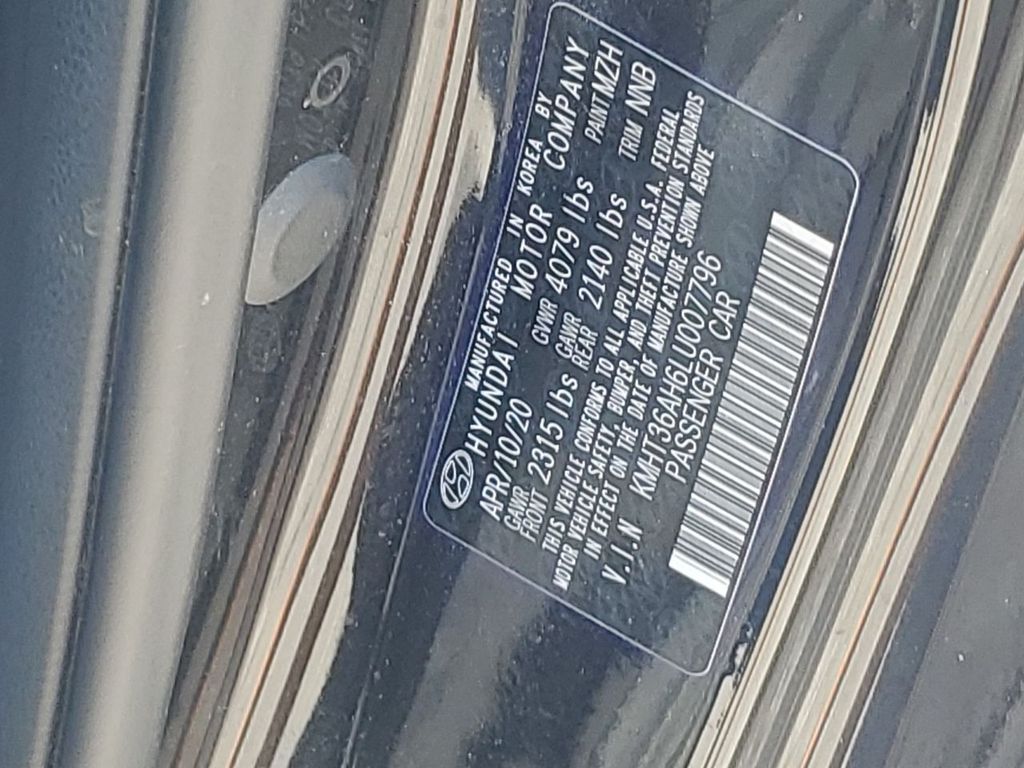 MANUFACTURED IN KOREA BY
HYUNDAI MOTOR COMPANY
APR/10/20 GVWR 4079 lbs PAINT MZH
GAWR FRONT 2315 lbs GAWR REAR 2140 lbs TRIM NNB
THIS VEHICLE CONFORMS TO ALL APPLICABLE U.S.A. FEDERAL
MOTOR VEHICLE SAFETY, BUMPER, AND THEFT PREVENTION STANDARDS
IN EFFECT ON THE DATE OF MANUFACTURE SHOWN ABOVE
V.I.N KMHT36AH6LU007796
PASSENGER CAR